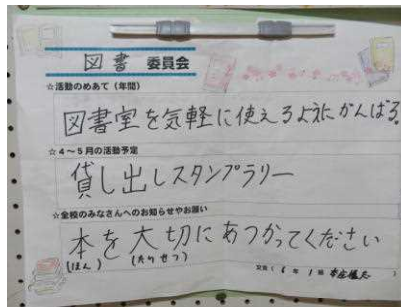 図書 委員会
☆活動のめあて（年間）
図書室を気軽に使えるようにがんばる。
☆４～５月の活動予定
貸し出しスタンプラリー
☆全校のみなさんへのお知らせやお願い
本を大切にあつかってください
(ほん) (たいせつ)
( 6 年 1 組